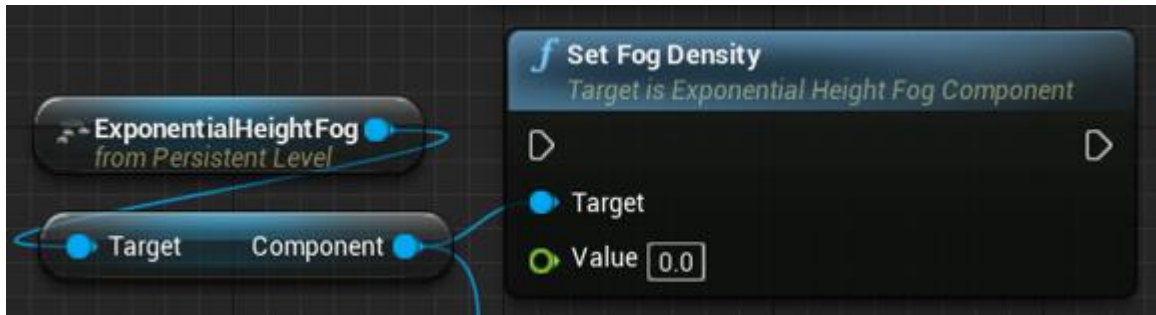 Set Fog Density
Target is Exponential Height Fog Component
ExponentialHeightFog
from Persistent Level
Target
Target Component
Value 0.0